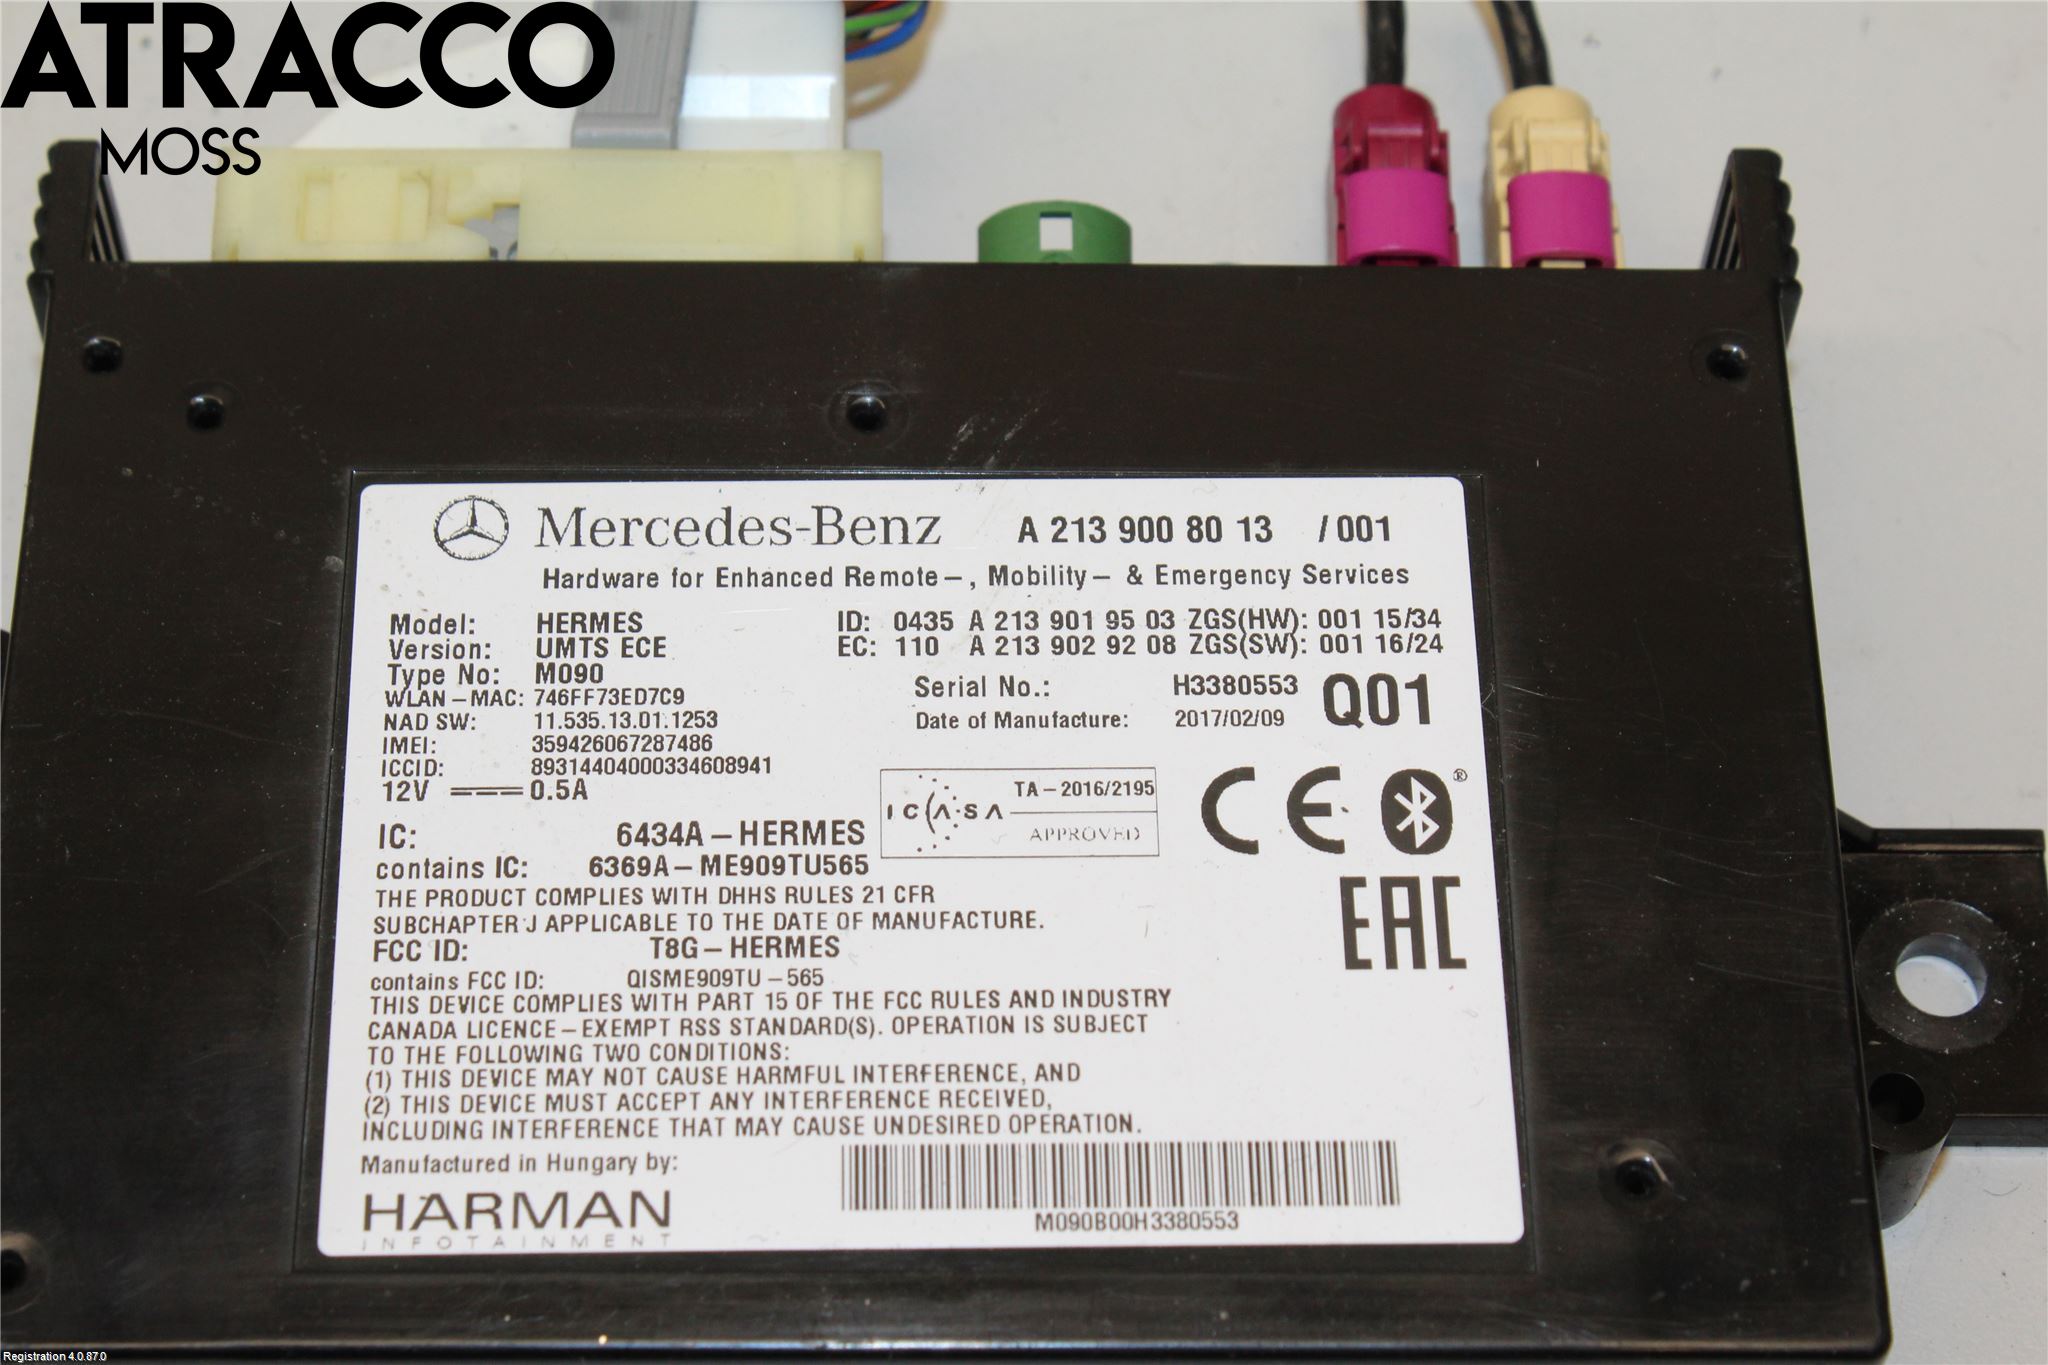 ATRACCO
MOSS
Mercedes-Benz A 213 900 80 13 /001
Hardware for Enhanced Remote-, Mobility- & Emergency Services
Model: HERMES ID: 0435 A 213 901 95 03 ZGS(HW): 001 15/34
Version: UMTS ECE EC: 110 A 213 902 92 08 ZGS(SW): 001 16/24
Type No: M090
WLAN-MAC: 746FF73ED7C9 Serial No.: H3380553 Q01
NAD SW: 11.535.13.01.1253 Date of Manufacture: 2017/02/09
IMEI: 359426067287486
ICCID: 89314404000334608941
12V 0.5A
ICASA TA-2016/2195
APPROVED
CE ®
IC: 6434A-HERMES
contains IC: 6369A-ME909TU565
THE PRODUCT COMPLIES WITH DHHS RULES 21 CFR
SUBCHAPTER J APPLICABLE TO THE DATE OF MANUFACTURE.
EAC
FCC ID: T8G-HERMES
contains FCC ID: QISME909TU-565
THIS DEVICE COMPLIES WITH PART 15 OF THE FCC RULES AND INDUSTRY
CANADA LICENCE-EXEMPT RSS STANDARD(S). OPERATION IS SUBJECT
TO THE FOLLOWING TWO CONDITIONS:
(1) THIS DEVICE MAY NOT CAUSE HARMFUL INTERFERENCE, AND
(2) THIS DEVICE MUST ACCEPT ANY INTERFERENCE RECEIVED,
INCLUDING INTERFERENCE THAT MAY CAUSE UNDESIRED OPERATION.
Manufactured in Hungary by:
HARMAN
INFOTAINMENT
M090B00H3380553
Registration 4.0.87.0